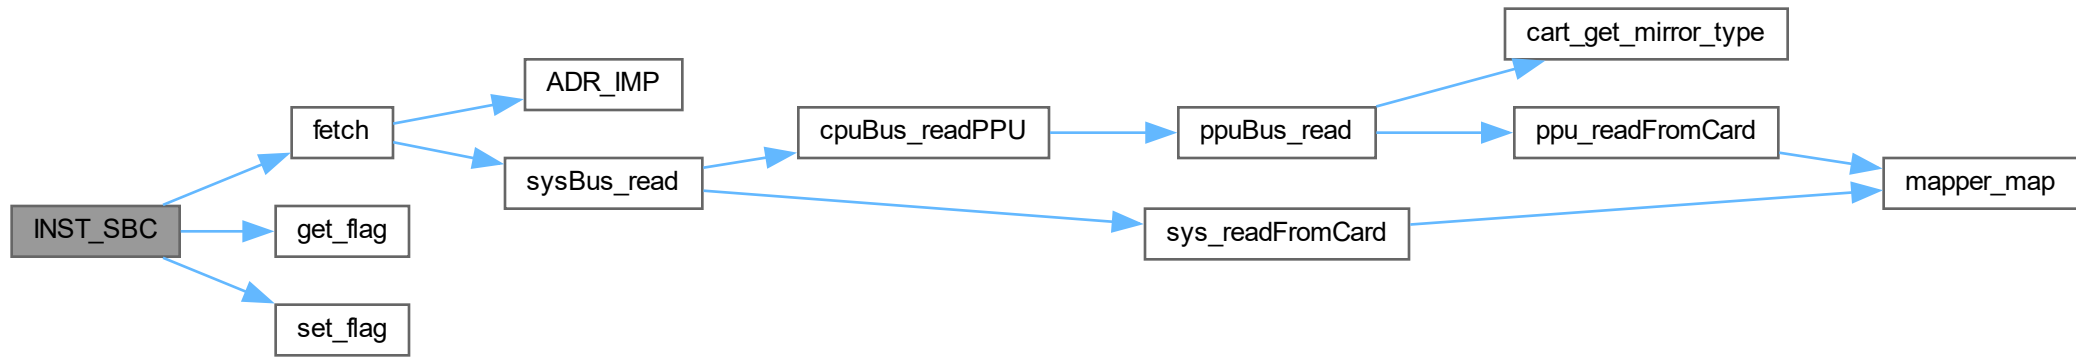 cart_get_mirror_type
ADR_IMP
fetch
cpuBus_readPPU
ppuBus_read
ppu_readFromCard
sysBus_read
mapper_map
INST_SBC
get_flag
sys_readFromCard
set_flag